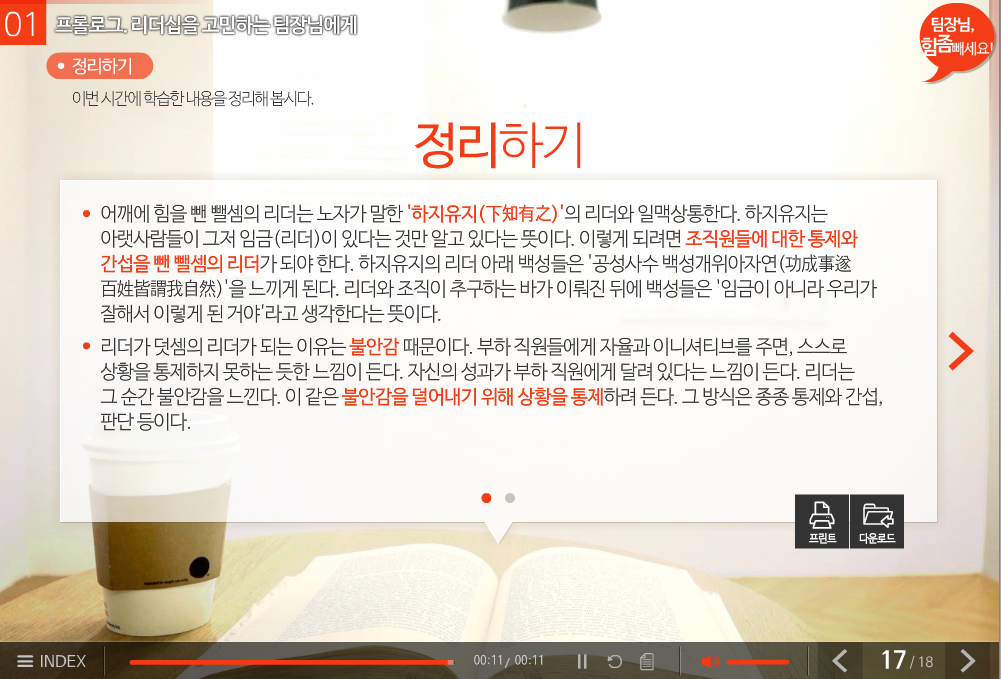 01 프롤로그. 리더십을 고민하는 팀장님에게
팀장님,
힘좀빼세요!
• 정리하기
이번 시간에 학습한 내용을 정리해 봅시다.
정리하기
• 어깨에 힘을 뺀 뺄셈의 리더는 노자가 말한 '하지유지(下知有之)'의 리더와 일맥상통한다. 하지유지는
아랫사람들이 그저 임금(리더)이 있다는 것만 알고 있다는 뜻이다. 이렇게 되려면 조직원들에 대한 통제와
간섭을 뺀 뺄셈의 리더가 되야 한다. 하지유지의 리더 아래 백성들은 '공성사수 백성개위아자연(功成事遂
百姓皆謂我自然)'을 느끼게 된다. 리더와 조직이 추구하는 바가 이뤄진 뒤에 백성들은 '임금이 아니라 우리가
잘해서 이렇게 된 거야'라고 생각한다는 뜻이다.
• 리더가 덧셈의 리더가 되는 이유는 불안감 때문이다. 부하 직원들에게 자율과 이니셔티브를 주면, 스스로
상황을 통제하지 못하는 듯한 느낌이 든다. 자신의 성과가 부하 직원에게 달려 있다는 느낌이 든다. 리더는
그 순간 불안감을 느낀다. 이 같은 불안감을 덜어내기 위해 상황을 통제하려 든다. 그 방식은 종종 통제와 간섭,
판단 등이다.
프린트 다운로드
INDEX 00:11 / 00:11 17 / 18